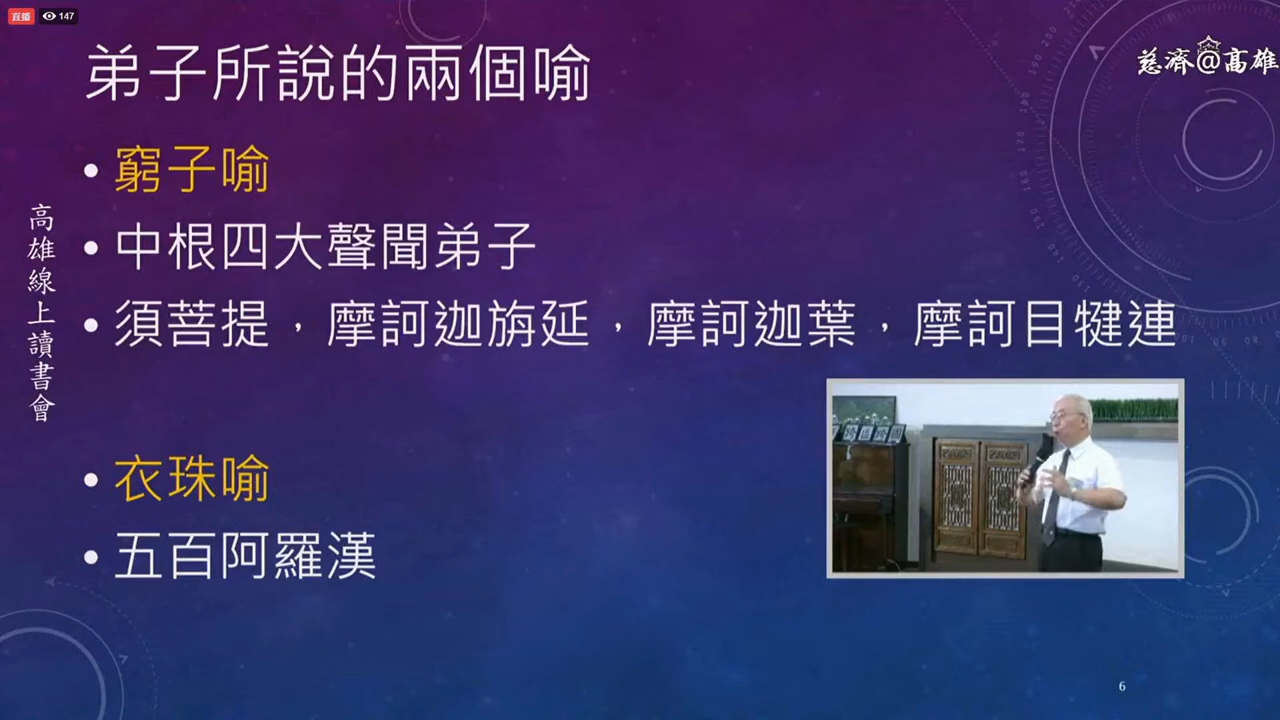 直播 147
慈濟@高雄
弟子所說的兩個喻
• 窮子喻
• 中根四大聲聞弟子
• 須菩提，摩訶迦旃延，摩訶迦葉，摩訶目犍連
• 衣珠喻
• 五百阿羅漢
高雄線上讀書會
6